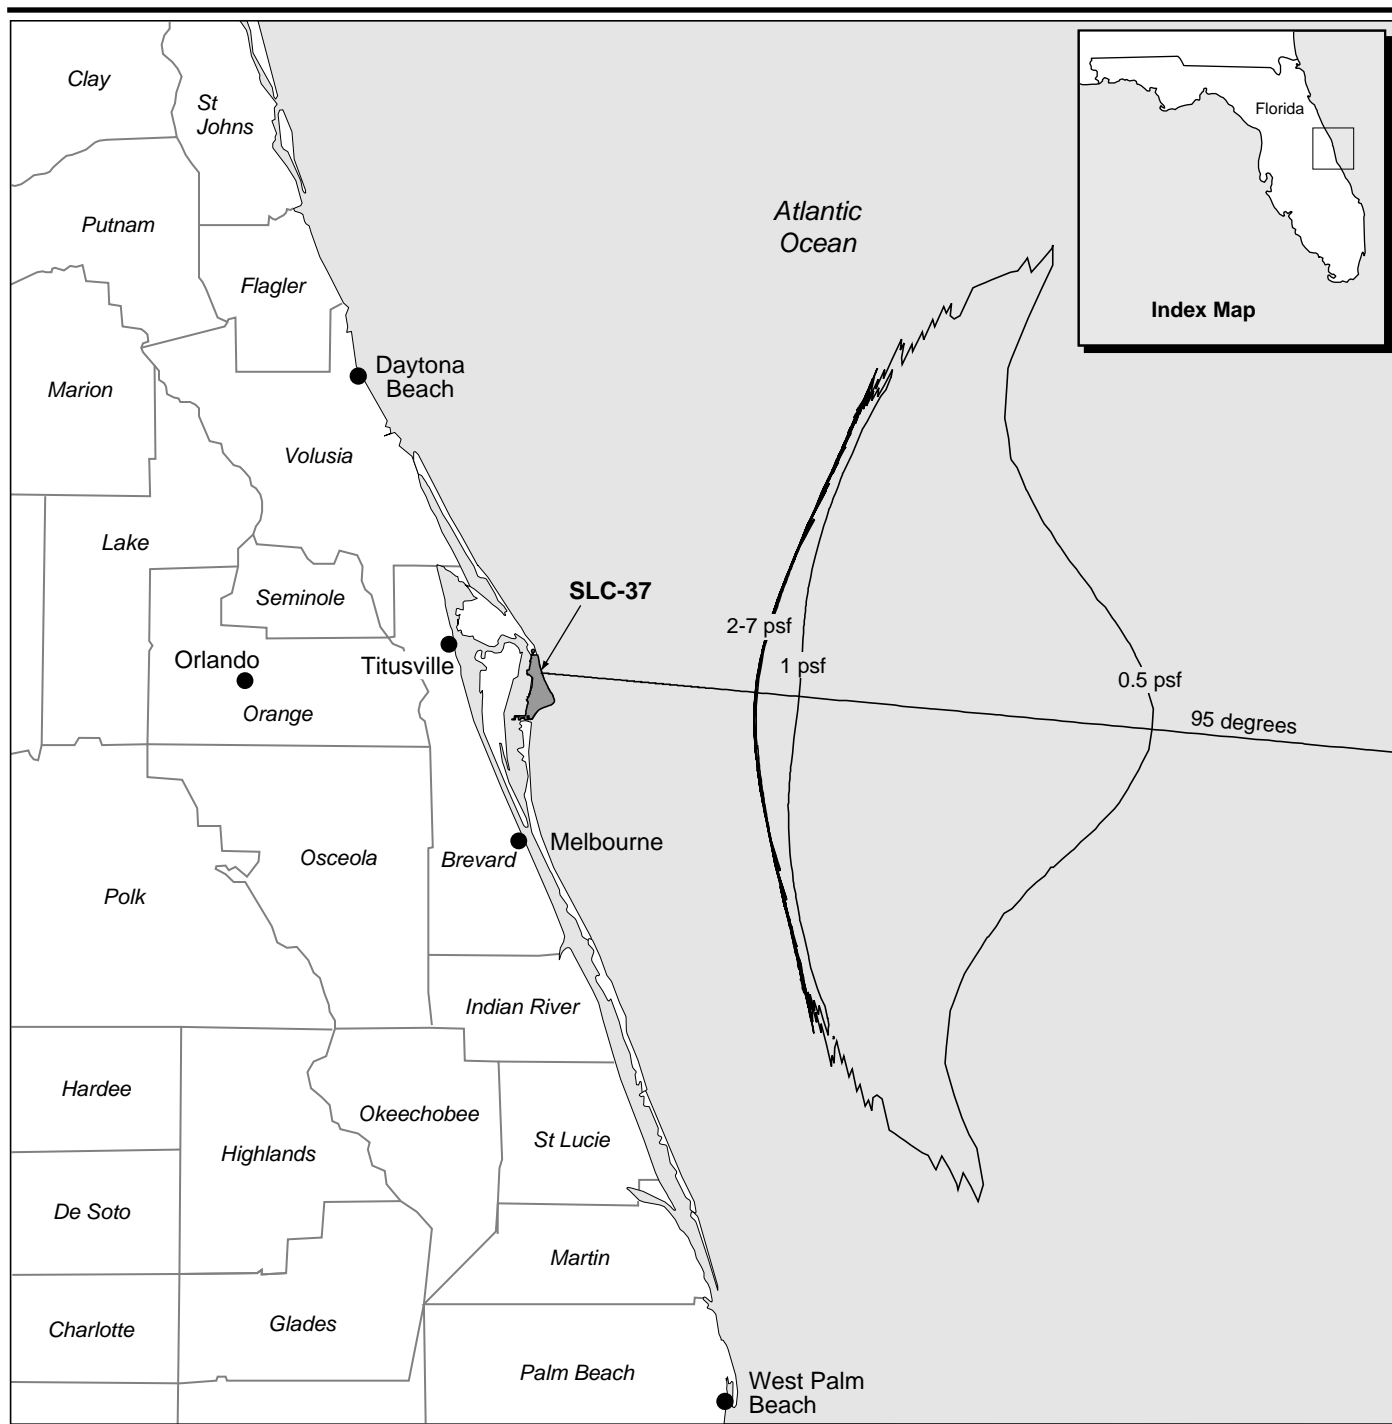 Clay
St
Johns
Florida
Putnam
Atlantic
Ocean
Flagler
Index Map
Daytona
Beach
Marion
Volusia
Lake
SLC-37
Seminole
2-7 psf
Orlando
Titusville
1 psf
0.5 psf
Orange
95 degrees
Melbourne
Osceola
Brevard
Polk
Indian River
Hardee
Okeechobee
St Lucie
Highlands
De Soto
Martin
Glades
Charlotte
Palm Beach
West Palm
Beach